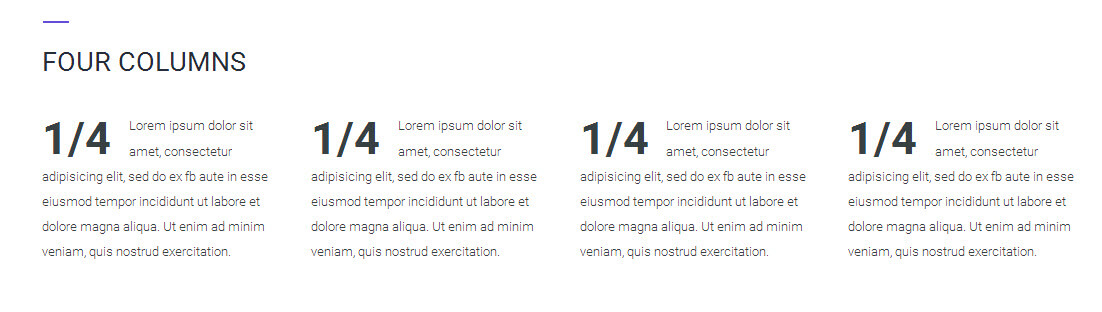 FOUR COLUMNS
1/4 Lorem ipsum dolor sit
amet, consectetur
adipisicing elit, sed do ex fb aute in esse
eiusmod tempor incididunt ut labore et
dolore magna aliqua. Ut enim ad minim
veniam, quis nostrud exercitation.
1/4 Lorem ipsum dolor sit
amet, consectetur
adipisicing elit, sed do ex fb aute in esse
eiusmod tempor incididunt ut labore et
dolore magna aliqua. Ut enim ad minim
veniam, quis nostrud exercitation.
1/4 Lorem ipsum dolor sit
amet, consectetur
adipisicing elit, sed do ex fb aute in esse
eiusmod tempor incididunt ut labore et
dolore magna aliqua. Ut enim ad minim
veniam, quis nostrud exercitation.
1/4 Lorem ipsum dolor sit
amet, consectetur
adipisicing elit, sed do ex fb aute in esse
eiusmod tempor incididunt ut labore et
dolore magna aliqua. Ut enim ad minim
veniam, quis nostrud exercitation.